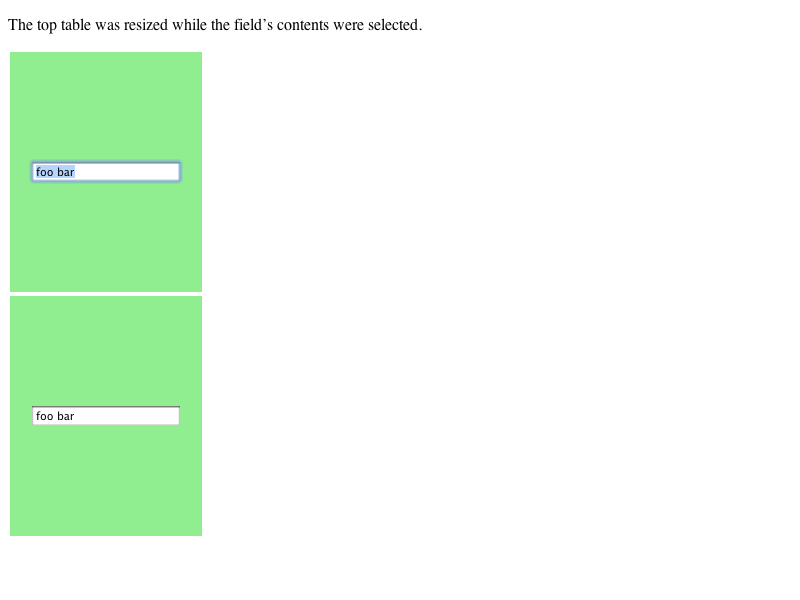 The top table was resized while the field’s contents were selected.
foo bar
foo bar